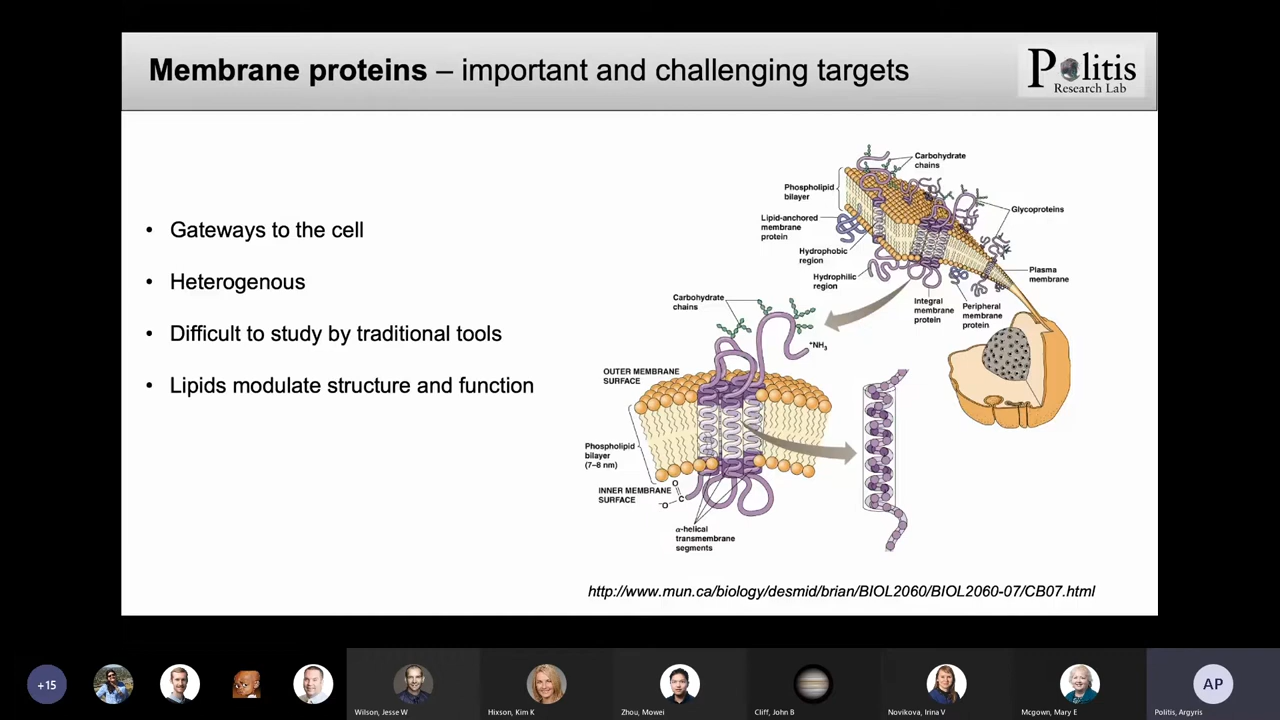 Membrane proteins – important and challenging targets
Politis
Research Lab
• Gateways to the cell
• Heterogenous
• Difficult to study by traditional tools
• Lipids modulate structure and function
Carbohydrate
chains
Phospholipid
bilayer
Lipid-anchored
membrane
protein
Hydrophobic
region
Hydrophilic
region
Glycoproteins
Plasma
membrane
Integral
membrane
protein
Peripheral
membrane
protein
Carbohydrate
chains
+NH3
OUTER MEMBRANE
SURFACE
Phospholipid
bilayer
(7–8 nm)
INNER MEMBRANE
SURFACE
O
C
–O
α-helical
transmembrane
segments
http://www.mun.ca/biology/desmid/brian/BIOL2060/BIOL2060-07/CB07.html
+15
Wilson, Jesse W
Hixson, Kim K
Zhou, Mowei
Cliff, John B
Novikova, Irina V
Mcgown, Mary E
AP
Politis, Argyris